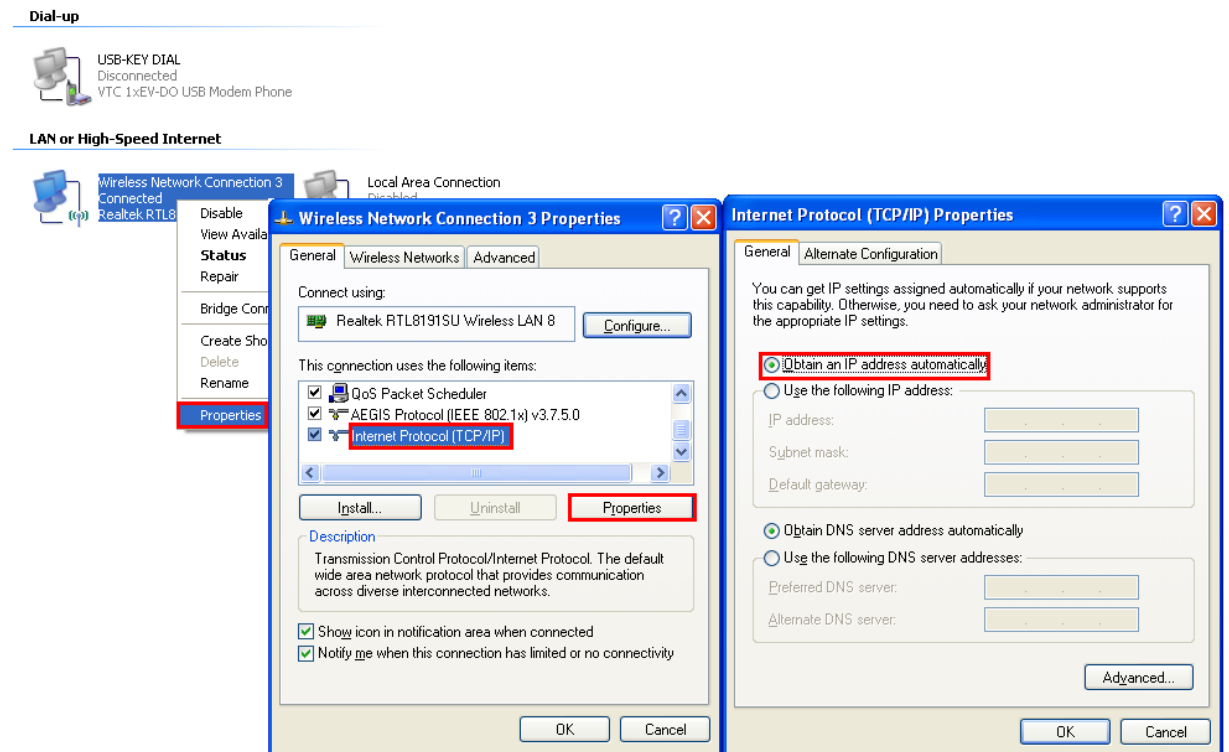 Dial-up
USB-KEY DIAL
Disconnected
VTC 1xEV-DO USB Modem Phone
LAN or High-Speed Internet
Wireless Network Connection 3
Connected
Realtek RTL8
Local Area Connection
Disabled
Disable
View Availa
Status
Repair
Bridge Conn
Create Sho
Delete
Rename
Properties
Wireless Network Connection 3 Properties
General
Wireless Networks
Advanced
Connect using:
Realtek RTL8191SU Wireless LAN 8
Configure...
This connection uses the following items:
QoS Packet Scheduler
AEGIS Protocol (IEEE 802.1x) v3.7.5.0
Internet Protocol (TCP/IP)
Install...
Uninstall
Properties
Description
Transmission Control Protocol/Internet Protocol. The default
wide area network protocol that provides communication
across diverse interconnected networks.
Show icon in notification area when connected
Notify me when this connection has limited or no connectivity
OK
Cancel
Internet Protocol (TCP/IP) Properties
General
Alternate Configuration
You can get IP settings assigned automatically if your network supports
this capability. Otherwise, you need to ask your network administrator for
the appropriate IP settings.
Obtain an IP address automatically
Use the following IP address:
IP address:
Subnet mask:
Default gateway:
Obtain DNS server address automatically
Use the following DNS server addresses:
Preferred DNS server:
Alternate DNS server:
Advanced...
OK
Cancel